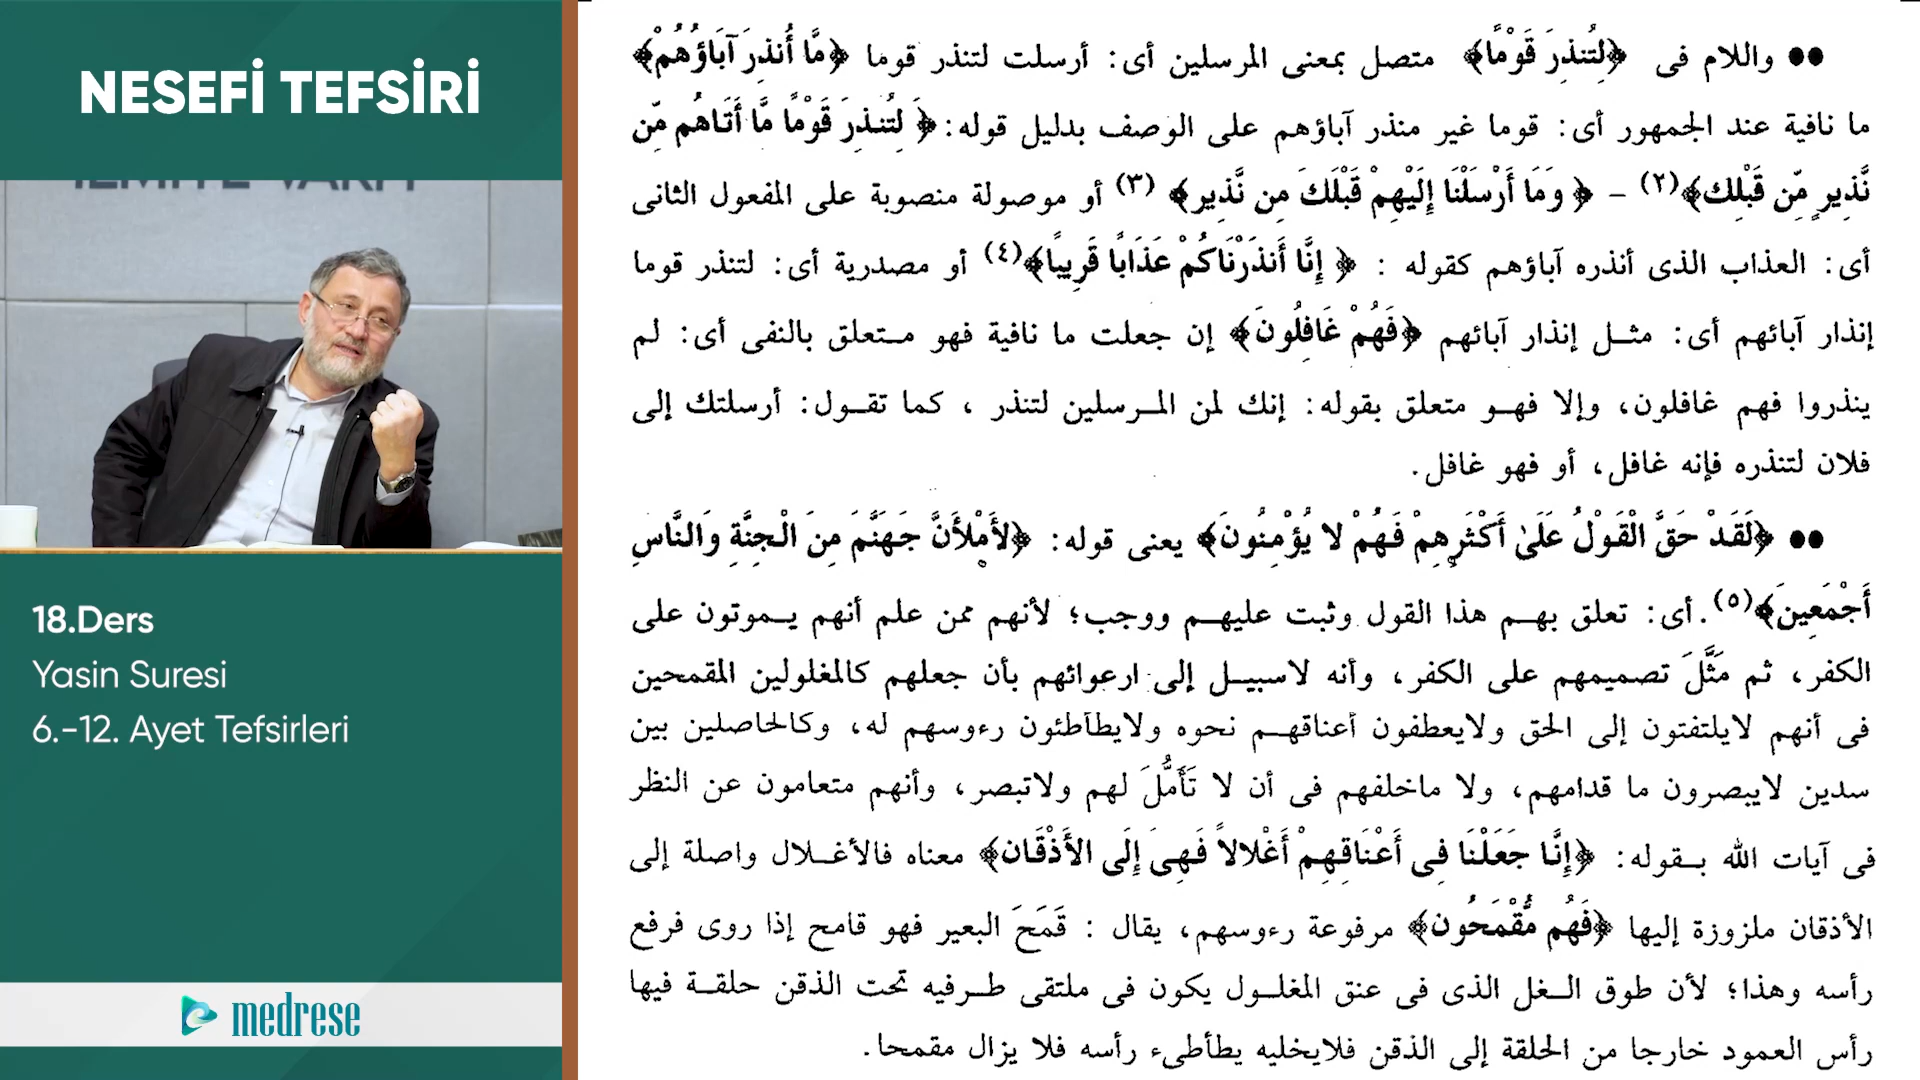 NESEFİ TEFSİRİ
18.Ders
Yasin Suresi
6.-12. Ayet Tefsirleri
medrese
●● واللام فى ﴿لِتُنذِرَ قَوْمًا﴾ متصل بمعنى المرسلين أى: أرسلت لتنذر قوما ﴿مَّا أُنذِرَ آبَاؤُهُمْ﴾
ما نافية عند الجمهور أى: قوما غير منذر آباؤهم على الوصف بدليل قوله: ﴿لِتُنذِرَ قَوْمًا مَّا أَتَاهُم مِّن
نَّذِيرٍ مِّن قَبْلِك﴾(٢) – ﴿وَمَا أَرْسَلْنَا إِلَيْهِمْ قَبْلَكَ مِن نَّذِير﴾ (٣) أو موصولة منصوبة على المفعول الثانى
أى: العذاب الذى أنذره آباؤهم كقوله : ﴿إِنَّا أَنذَرْنَاكُمْ عَذَابًا قَرِيبًا﴾(٤) أو مصدرية أى: لتنذر قوما
إنذار آبائهم أى: مثل إنذار آبائهم ﴿فَهُمْ غَافِلُونَ﴾ إن جعلت ما نافية فهو متعلق بالنفى أى: لم
ينذروا فهم غافلون، وإلا فهو متعلق بقوله: إنك لمن المرسلين لتنذر ، كما تقول: أرسلتك إلى
فلان لتنذره فإنه غافل، أو فهو غافل.
●● ﴿لَقَدْ حَقَّ الْقَوْلُ عَلَىٰ أَكْثَرِهِمْ فَهُمْ لا يُؤْمِنُونَ﴾ يعنى قوله: ﴿لأَمْلأَنَّ جَهَنَّمَ مِنَ الْجِنَّةِ وَالنَّاسِ
أَجْمَعِينَ﴾(٥). أى: تعلق بهم هذا القول وثبت عليهم ووجب؛ لأنهم ممن علم أنهم يموتون على
الكفر، ثم مَثَّلَ تصميمهم على الكفر، وأنه لاسبيل إلى ارعوائهم بأن جعلهم كالمغلولين المقمحين
فى أنهم لايلتفتون إلى الحق ولايعطفون أعناقهم نحوه ولايطأطئون رءوسهم له، وكالحاصلين بين
سدين لايبصرون ما قدامهم، ولا ماخلفهم فى أن لا تَأَمُّلَ لهم ولاتبصر، وأنهم متعامون عن النظر
فى آيات الله بقوله: ﴿إِنَّا جَعَلْنَا فِى أَعْنَاقِهِمْ أَغْلالاً فَهِىَ إِلَى الأَذْقَان﴾ معناه فالأغلال واصلة إلى
الأذقان ملزوزة إليها ﴿فَهُم مُّقْمَحُون﴾ مرفوعة رءوسهم، يقال : قَمَحَ البعير فهو قامح إذا روى فرفع
رأسه وهذا؛ لأن طوق الغل الذى فى عنق المغلول يكون فى ملتقى طرفيه تحت الذقن حلقة فيها
رأس العمود خارجا من الحلقة إلى الذقن فلايخليه يطأطىء رأسه فلا يزال مقمحا.